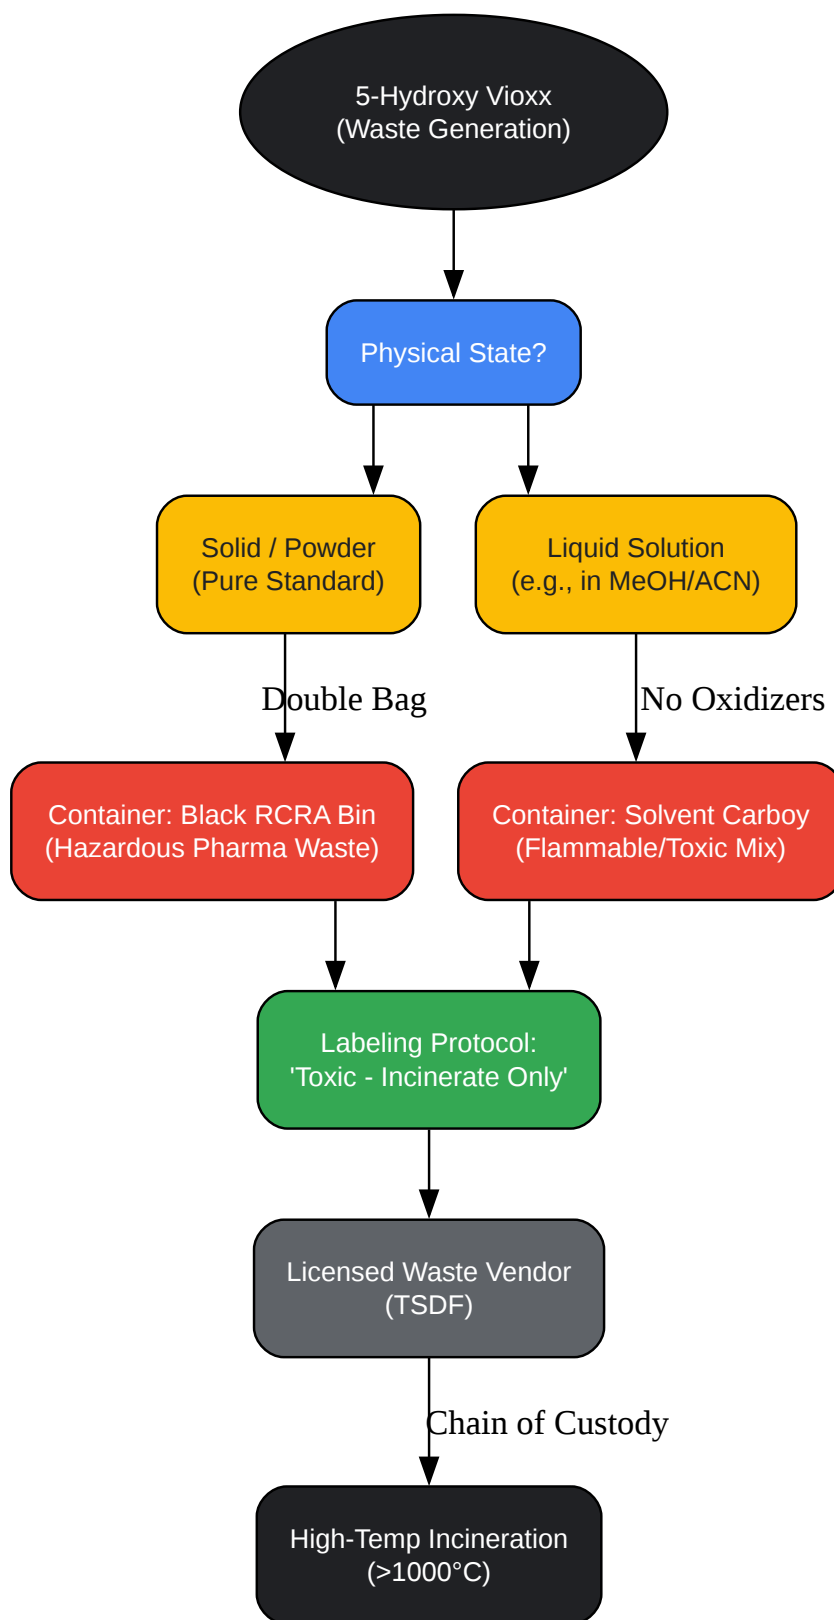 5-Hydroxy Vioxx
(Waste Generation)
Physical State?
Solid / Powder
(Pure Standard)
Liquid Solution
(e.g., in MeOH/ACN)
Double Bag
No Oxidizers
Container: Black RCRA Bin
(Hazardous Pharma Waste)
Container: Solvent Carboy
(Flammable/Toxic Mix)
Labeling Protocol:
'Toxic - Incinerate Only'
Licensed Waste Vendor
(TSDF)
Chain of Custody
High-Temp Incineration
(>1000°C)